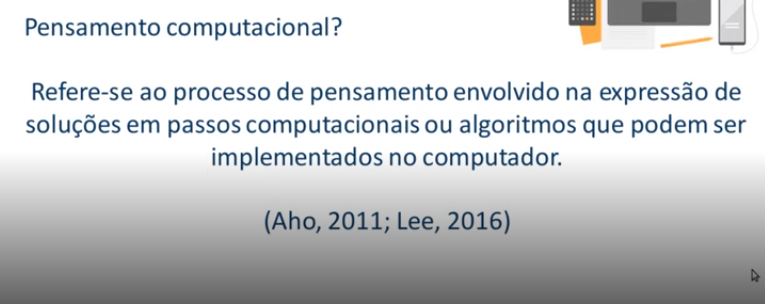 Pensamento computacional?
Refere-se ao processo de pensamento envolvido na expressão de
soluções em passos computacionais ou algoritmos que podem ser
implementados no computador.
(Aho, 2011; Lee, 2016)